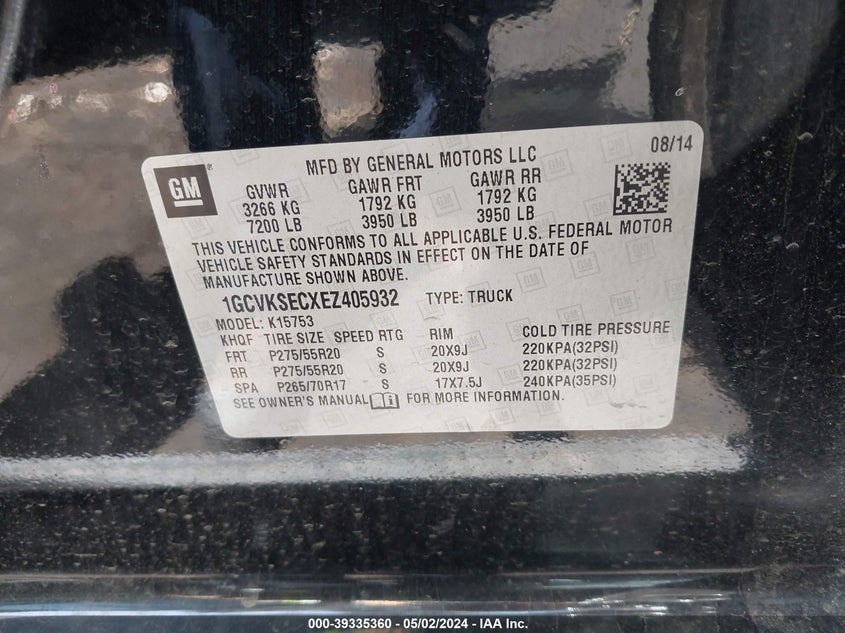 08/14
MFD BY GENERAL MOTORS LLC
GM®
GVWR GAWR FRT GAWR RR
3266 KG 1792 KG 1792 KG
7200 LB 3950 LB 3950 LB
THIS VEHICLE CONFORMS TO ALL APPLICABLE U.S. FEDERAL MOTOR
VEHICLE SAFETY STANDARDS IN EFFECT ON THE DATE OF
MANUFACTURE SHOWN ABOVE.
1GCVKSECXEZ405932 TYPE: TRUCK
MODEL: K15753
KHQF TIRE SIZE SPEED RTG RIM COLD TIRE PRESSURE
FRT P275/55R20 S 20X9J 220KPA(32PSI)
RR P275/55R20 S 20X9J 220KPA(32PSI)
SPA P265/70R17 S 17X7.5J 240KPA(35PSI)
SEE OWNER'S MANUAL FOR MORE INFORMATION.
000-39335360 - 05/02/2024 - IAA Inc.